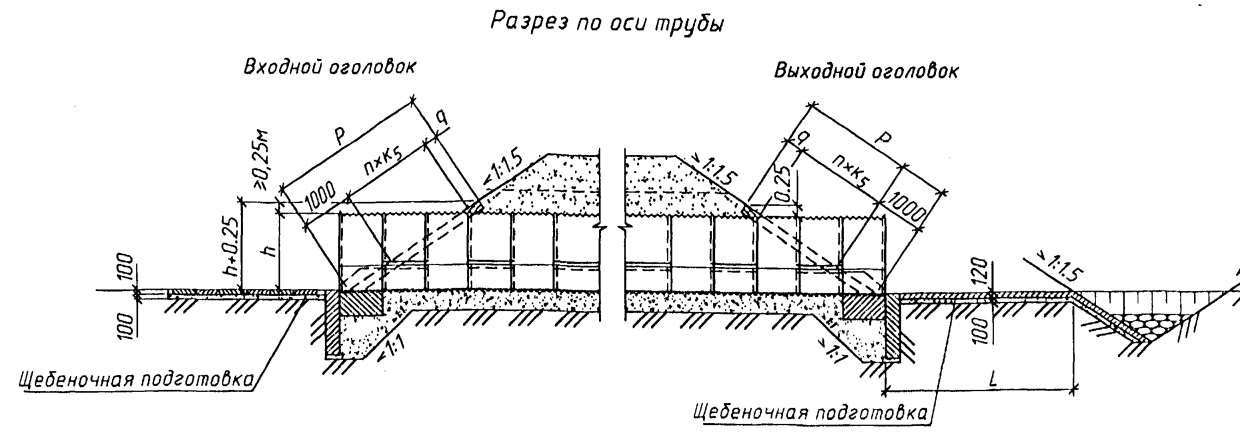 Разрез по оси трубы
Входной оголовок
Выходной оголовок
P
q
n×K5
1000
<1:1.5
≥0,25м
h+0.25
h
100
100
<1:1
Щебеночная подготовка
>1:1.5
q
P
n×K5
0.25
1000
>1:1.5
120
100
>1:1
L
Щебеночная подготовка